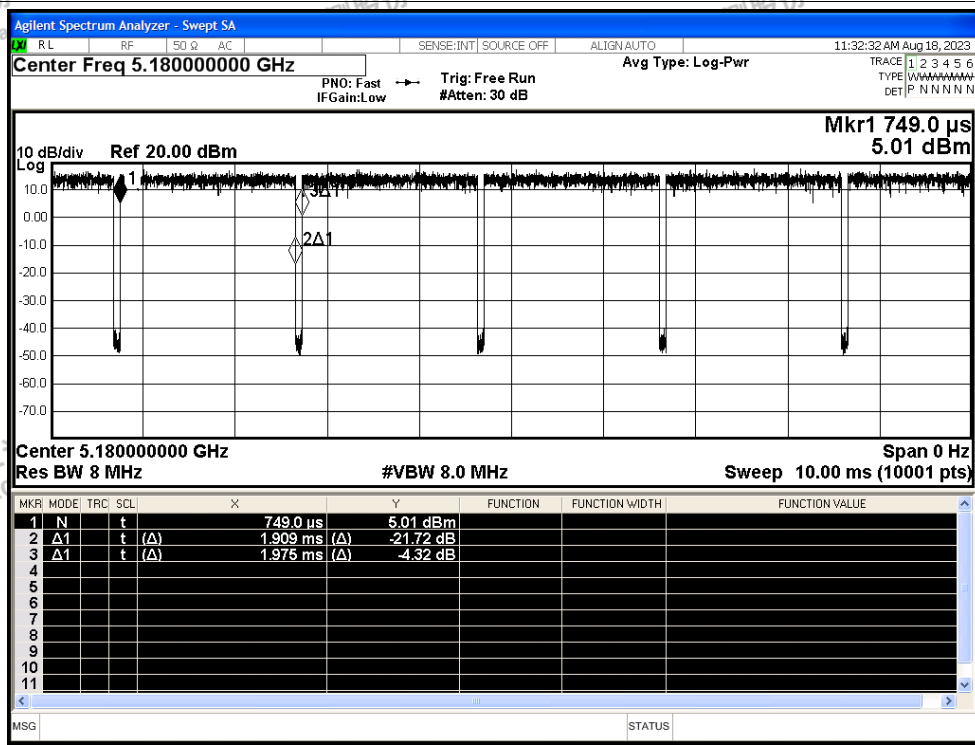 Agilent Spectrum Analyzer - Swept SA
LXI RL RF 50 Ω AC SENSE:INT SOURCE OFF ALIGN AUTO 11:32:32 AM Aug 18, 2023
Center Freq 5.180000000 GHz Avg Type: Log-Pwr TRACE 1 2 3 4 5 6
PNO: Fast Trig: Free Run TYPE
IFGain:Low #Atten: 30 dB DET P N N N N N
Mkr1 749.0 µs
10 dB/div Ref 20.00 dBm 5.01 dBm
Log
10.0 1 3Δ1
0.00
-10.0 2Δ1
-20.0
-30.0
-40.0
-50.0
-60.0
-70.0
Center 5.180000000 GHz Span 0 Hz
Res BW 8 MHz #VBW 8.0 MHz Sweep 10.00 ms (10001 pts)
MKR MODE TRC SCL X Y FUNCTION FUNCTION WIDTH FUNCTION VALUE
1 N t 749.0 µs 5.01 dBm
2 Δ1 t (Δ) 1.909 ms (Δ) -21.72 dB
3 Δ1 t (Δ) 1.975 ms (Δ) -4.32 dB
4
5
6
7
8
9
10
11
MSG STATUS